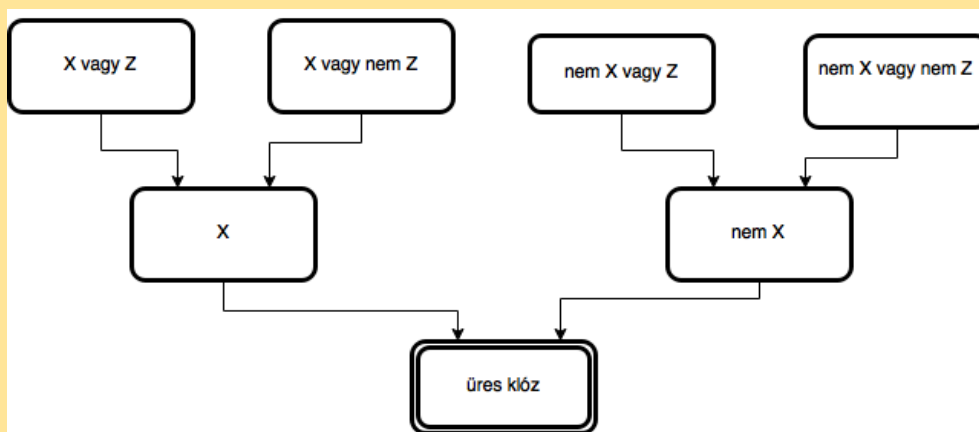 X vagy Z
X vagy nem Z
nem X vagy Z
nem X vagy nem Z
X
nem X
üres klóz